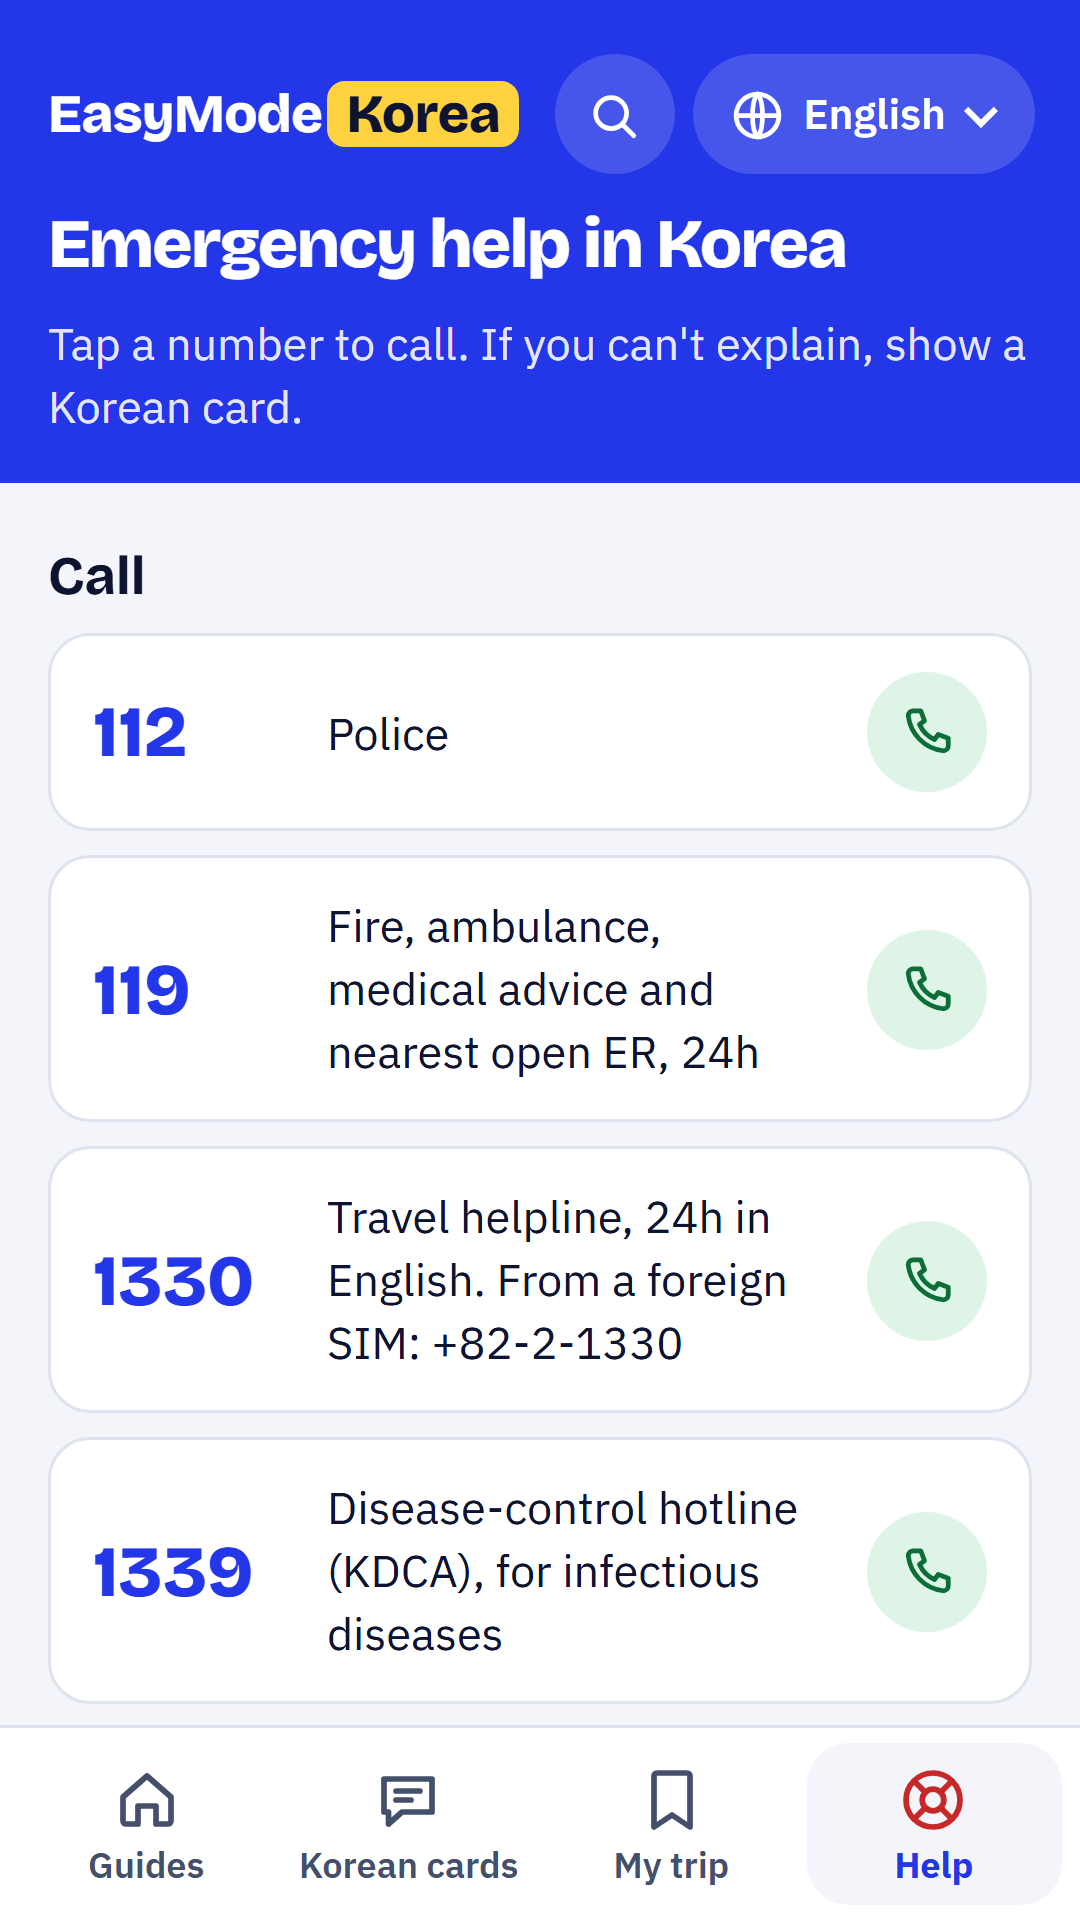 EasyMode Korea
English
Emergency help in Korea
Tap a number to call. If you can't explain, show a
Korean card.
Call
112
Police
119
Fire, ambulance,
medical advice and
nearest open ER, 24h
1330
Travel helpline, 24h in
English. From a foreign
SIM: +82-2-1330
1339
Disease-control hotline
(KDCA), for infectious
diseases
Guides
Korean cards
My trip
Help